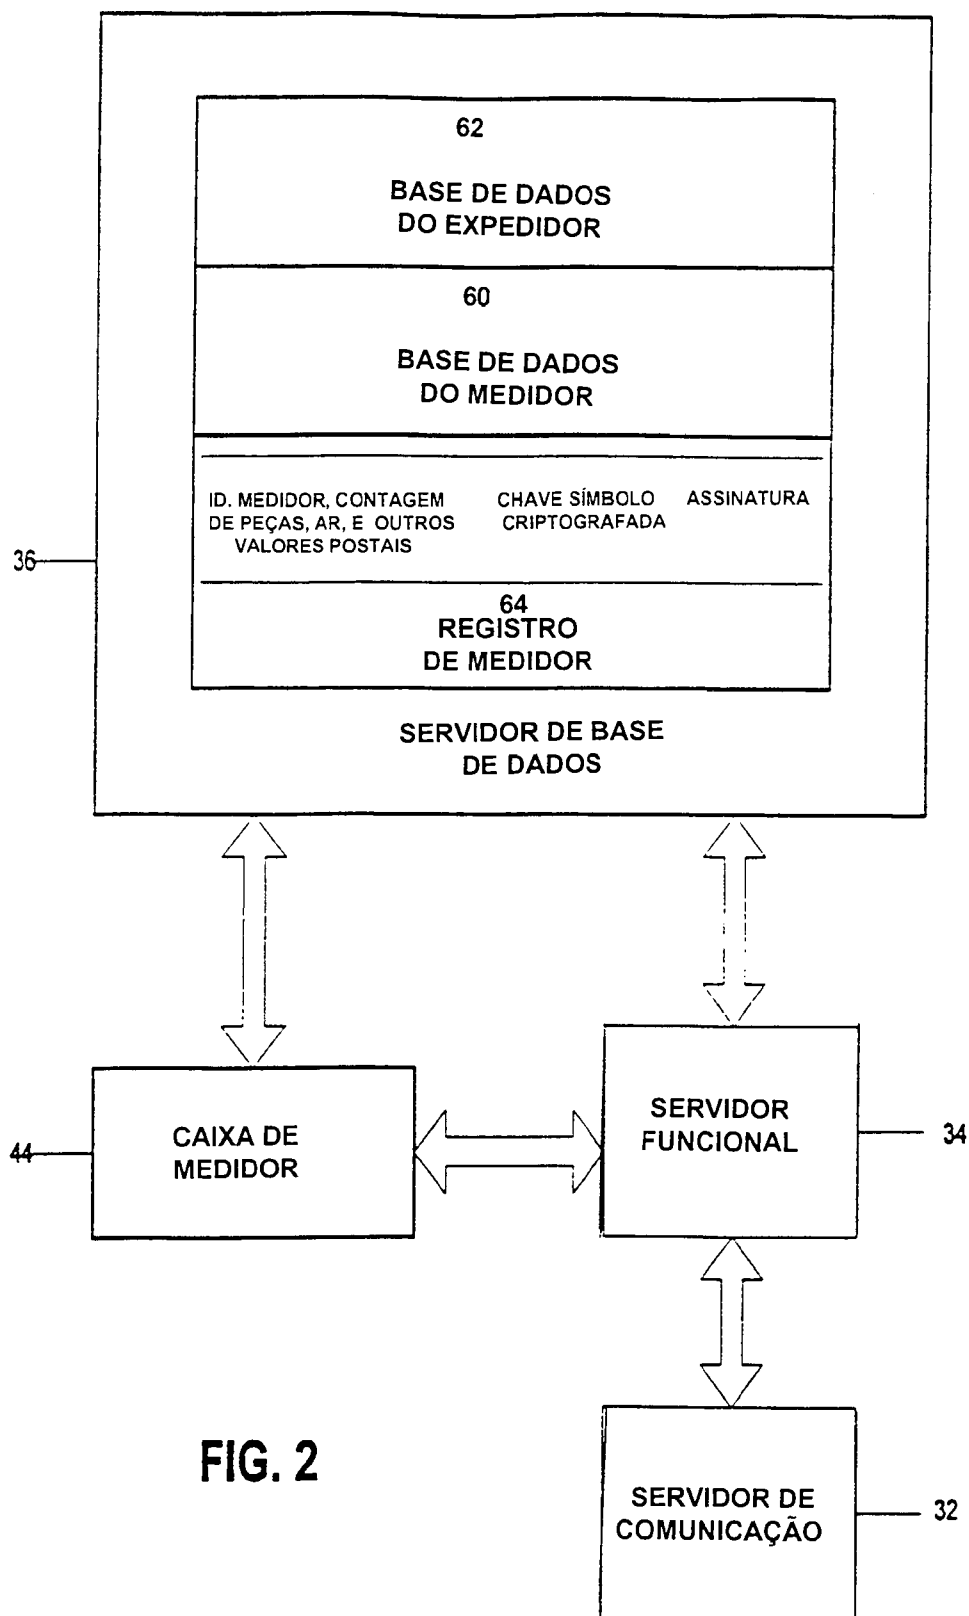 62
BASE DE DADOS
DO EXPEDIDOR
60
BASE DE DADOS
DO MEDIDOR
ID. MEDIDOR, CONTAGEM
DE PEÇAS, AR, E OUTROS
VALORES POSTAIS
CHAVE SÍMBOLO
CRIPTOGRAFADA
ASSINATURA
36
64
REGISTRO
DE MEDIDOR
SERVIDOR DE BASE
DE DADOS
44
CAIXA DE
MEDIDOR
SERVIDOR
FUNCIONAL
34
FIG. 2
SERVIDOR DE
COMUNICAÇÃO
32